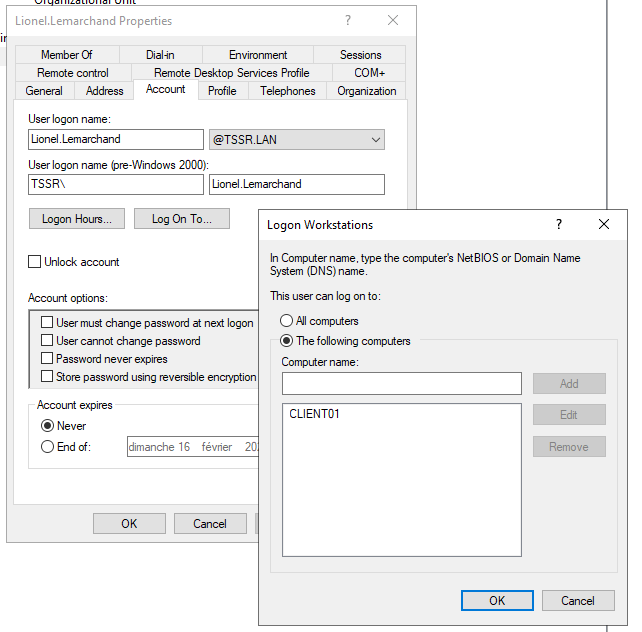 Organizational Unit
Lionel.Lemarchand Properties
Member Of Dial-in Environment Sessions
Remote control Remote Desktop Services Profile COM+
General Address Account Profile Telephones Organization
User logon name:
Lionel.Lemarchand @TSSR.LAN
User logon name (pre-Windows 2000):
TSSR\ Lionel.Lemarchand
Logon Hours... Log On To...
Unlock account
Account options:
User must change password at next logon
User cannot change password
Password never expires
Store password using reversible encryption
Account expires
Never
End of: dimanche 16 février
OK Cancel
Logon Workstations
In Computer name, type the computer's NetBIOS or Domain Name
System (DNS) name.
This user can log on to:
All computers
The following computers
Computer name:
Add
CLIENT01
Edit
Remove
OK Cancel